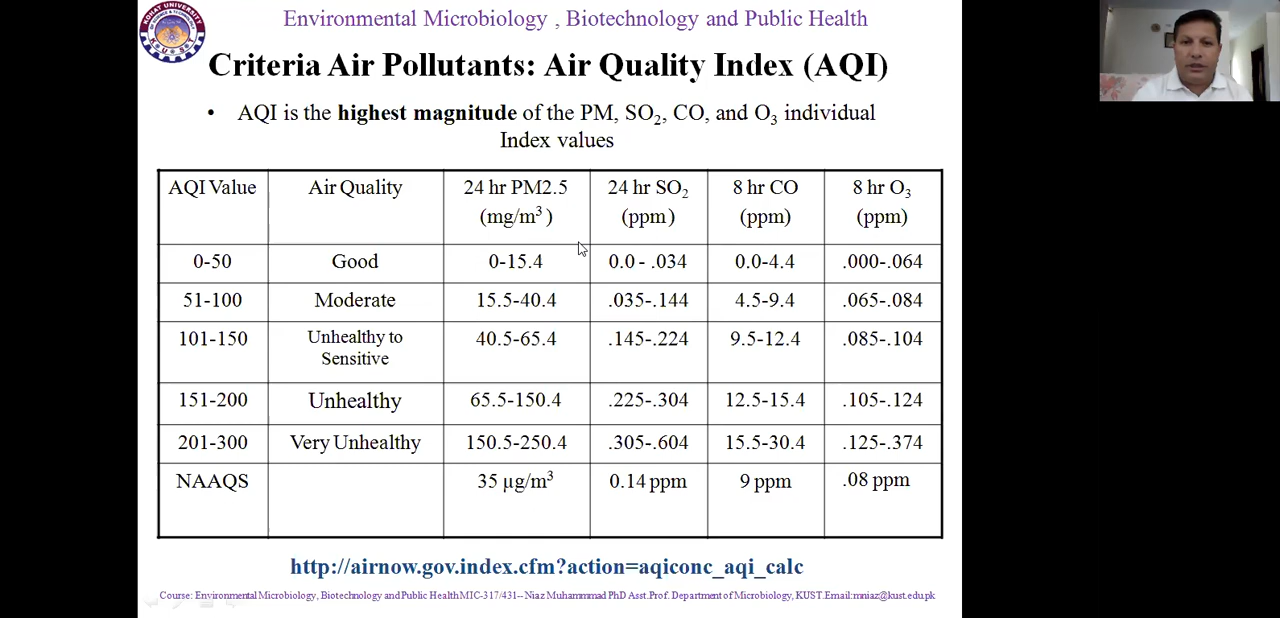 KOHAT UNIVERSITY
OF SCIENCE & TECHNOLOGY
K U S T
Environmental Microbiology , Biotechnology and Public Health
Criteria Air Pollutants: Air Quality Index (AQI)
• AQI is the highest magnitude of the PM, SO2, CO, and O3 individual
Index values
AQI Value Air Quality 24 hr PM2.5 24 hr SO2 8 hr CO 8 hr O3
(mg/m³ ) (ppm) (ppm) (ppm)
0-50 Good 0-15.4 0.0 - .034 0.0-4.4 .000-.064
51-100 Moderate 15.5-40.4 .035-.144 4.5-9.4 .065-.084
101-150 Unhealthy to 40.5-65.4 .145-.224 9.5-12.4 .085-.104
Sensitive
151-200 Unhealthy 65.5-150.4 .225-.304 12.5-15.4 .105-.124
201-300 Very Unhealthy 150.5-250.4 .305-.604 15.5-30.4 .125-.374
NAAQS 35 µg/m³ 0.14 ppm 9 ppm .08 ppm
http://airnow.gov.index.cfm?action=aqiconc_aqi_calc
Course: Environmental Microbiology, Biotechnology and Public Health MIC-317/431-- Niaz Muhammmad PhD Asst.Prof. Department of Microbiology, KUST.Email:mniaz@kust.edu.pk